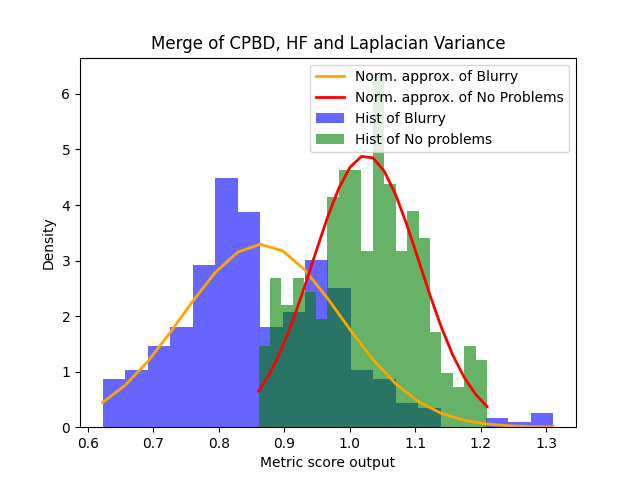 Merge of CPBD, HF and Laplacian Variance
Norm. approx. of Blurry
Norm. approx. of No Problems
Hist of Blurry
Hist of No problems
Density
6
5
4
3
2
1
0
0.6 0.7 0.8 0.9 1.0 1.1 1.2 1.3
Metric score output